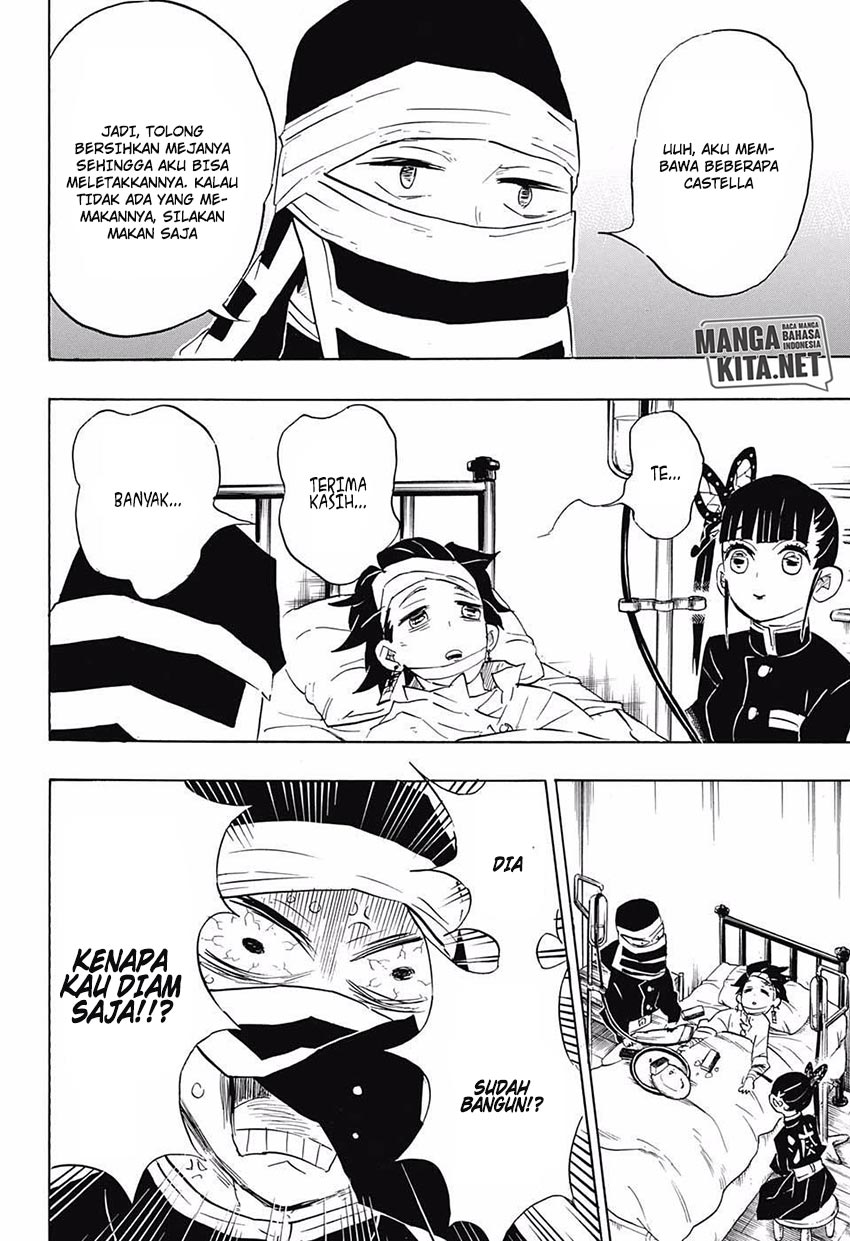 UUH, AKU MEM-
BAWA BEBERAPA
CASTELLA
JADI, TOLONG
BERSIHKAN MEJANYA
SEHINGGA AKU BISA
MELETAKKANNYA. KALAU
TIDAK ADA YANG ME-
MAKANNYA, SILAKAN
MAKAN SAJA
MANGA
KITA.NET
BACA MANGA
BAHASA
INDONESIA
TE...
TERIMA
KASIH...
BANYAK...
DIA
SUDAH
BANGUN!?
KENAPA
KAU DIAM
SAJA!!?